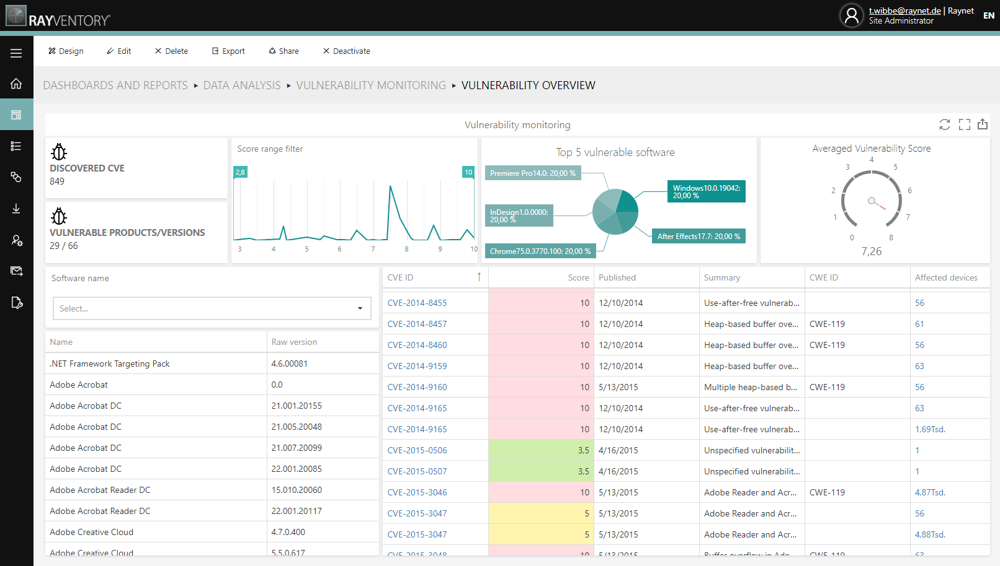 RAYVENTORY
t.wibbe@raynet.de | Raynet
Site Administrator
EN
Design
Edit
Delete
Export
Share
Deactivate
DASHBOARDS AND REPORTS ▸ DATA ANALYSIS ▸ VULNERABILITY MONITORING ▸ VULNERABILITY OVERVIEW
Vulnerability monitoring
DISCOVERED CVE
849
VULNERABLE PRODUCTS/VERSIONS
29 / 66
Score range filter
2,8
10
3 4 5 6 7 8 9 10
Top 5 vulnerable software
Premiere Pro14.0: 20,00 %
Windows10.0.19042:
20,00 %
InDesign1.0.0000:
20,00 %
After Effects17.7: 20,00 %
Chrome75.0.3770.100: 20,00 %
Averaged Vulnerability Score
0
1
2
3
4
5
6
7
8
7,26
Software name
Select...
Name Raw version
.NET Framework Targeting Pack 4.6.00081
Adobe Acrobat 0.0
Adobe Acrobat DC 21.001.20155
Adobe Acrobat DC 21.005.20048
Adobe Acrobat DC 21.007.20099
Adobe Acrobat DC 22.001.20085
Adobe Acrobat Reader DC 15.010.20060
Adobe Acrobat Reader DC 22.001.20117
Adobe Creative Cloud 4.7.0.400
Adobe Creative Cloud 5.5.0.617
CVE ID ↑ Score Published Summary CWE ID Affected devices
CVE-2014-8455 10 12/10/2014 Use-after-free vulnerab... 56
CVE-2014-8457 10 12/10/2014 Heap-based buffer ove... CWE-119 61
CVE-2014-8460 10 12/10/2014 Heap-based buffer ove... CWE-119 56
CVE-2014-9159 10 12/10/2014 Heap-based buffer ove... 63
CVE-2014-9160 10 5/13/2015 Multiple heap-based b... CWE-119 56
CVE-2014-9165 10 12/10/2014 Use-after-free vulnerab... 63
CVE-2014-9165 10 12/10/2014 Use-after-free vulnerab... 1,69Tsd.
CVE-2015-0506 3,5 4/16/2015 Unspecified vulnerabilit... 1
CVE-2015-0507 3,5 4/16/2015 Unspecified vulnerabilit... 1
CVE-2015-3046 10 5/13/2015 Adobe Reader and Acr... CWE-119 4,87Tsd.
CVE-2015-3047 5 5/13/2015 Adobe Reader and Acr... 56
CVE-2015-3047 5 5/13/2015 Adobe Reader and Acr... 4,88Tsd.
CVE-2015-3048 10 5/13/2015 Buffer overflow in Ado... CWE-119 63